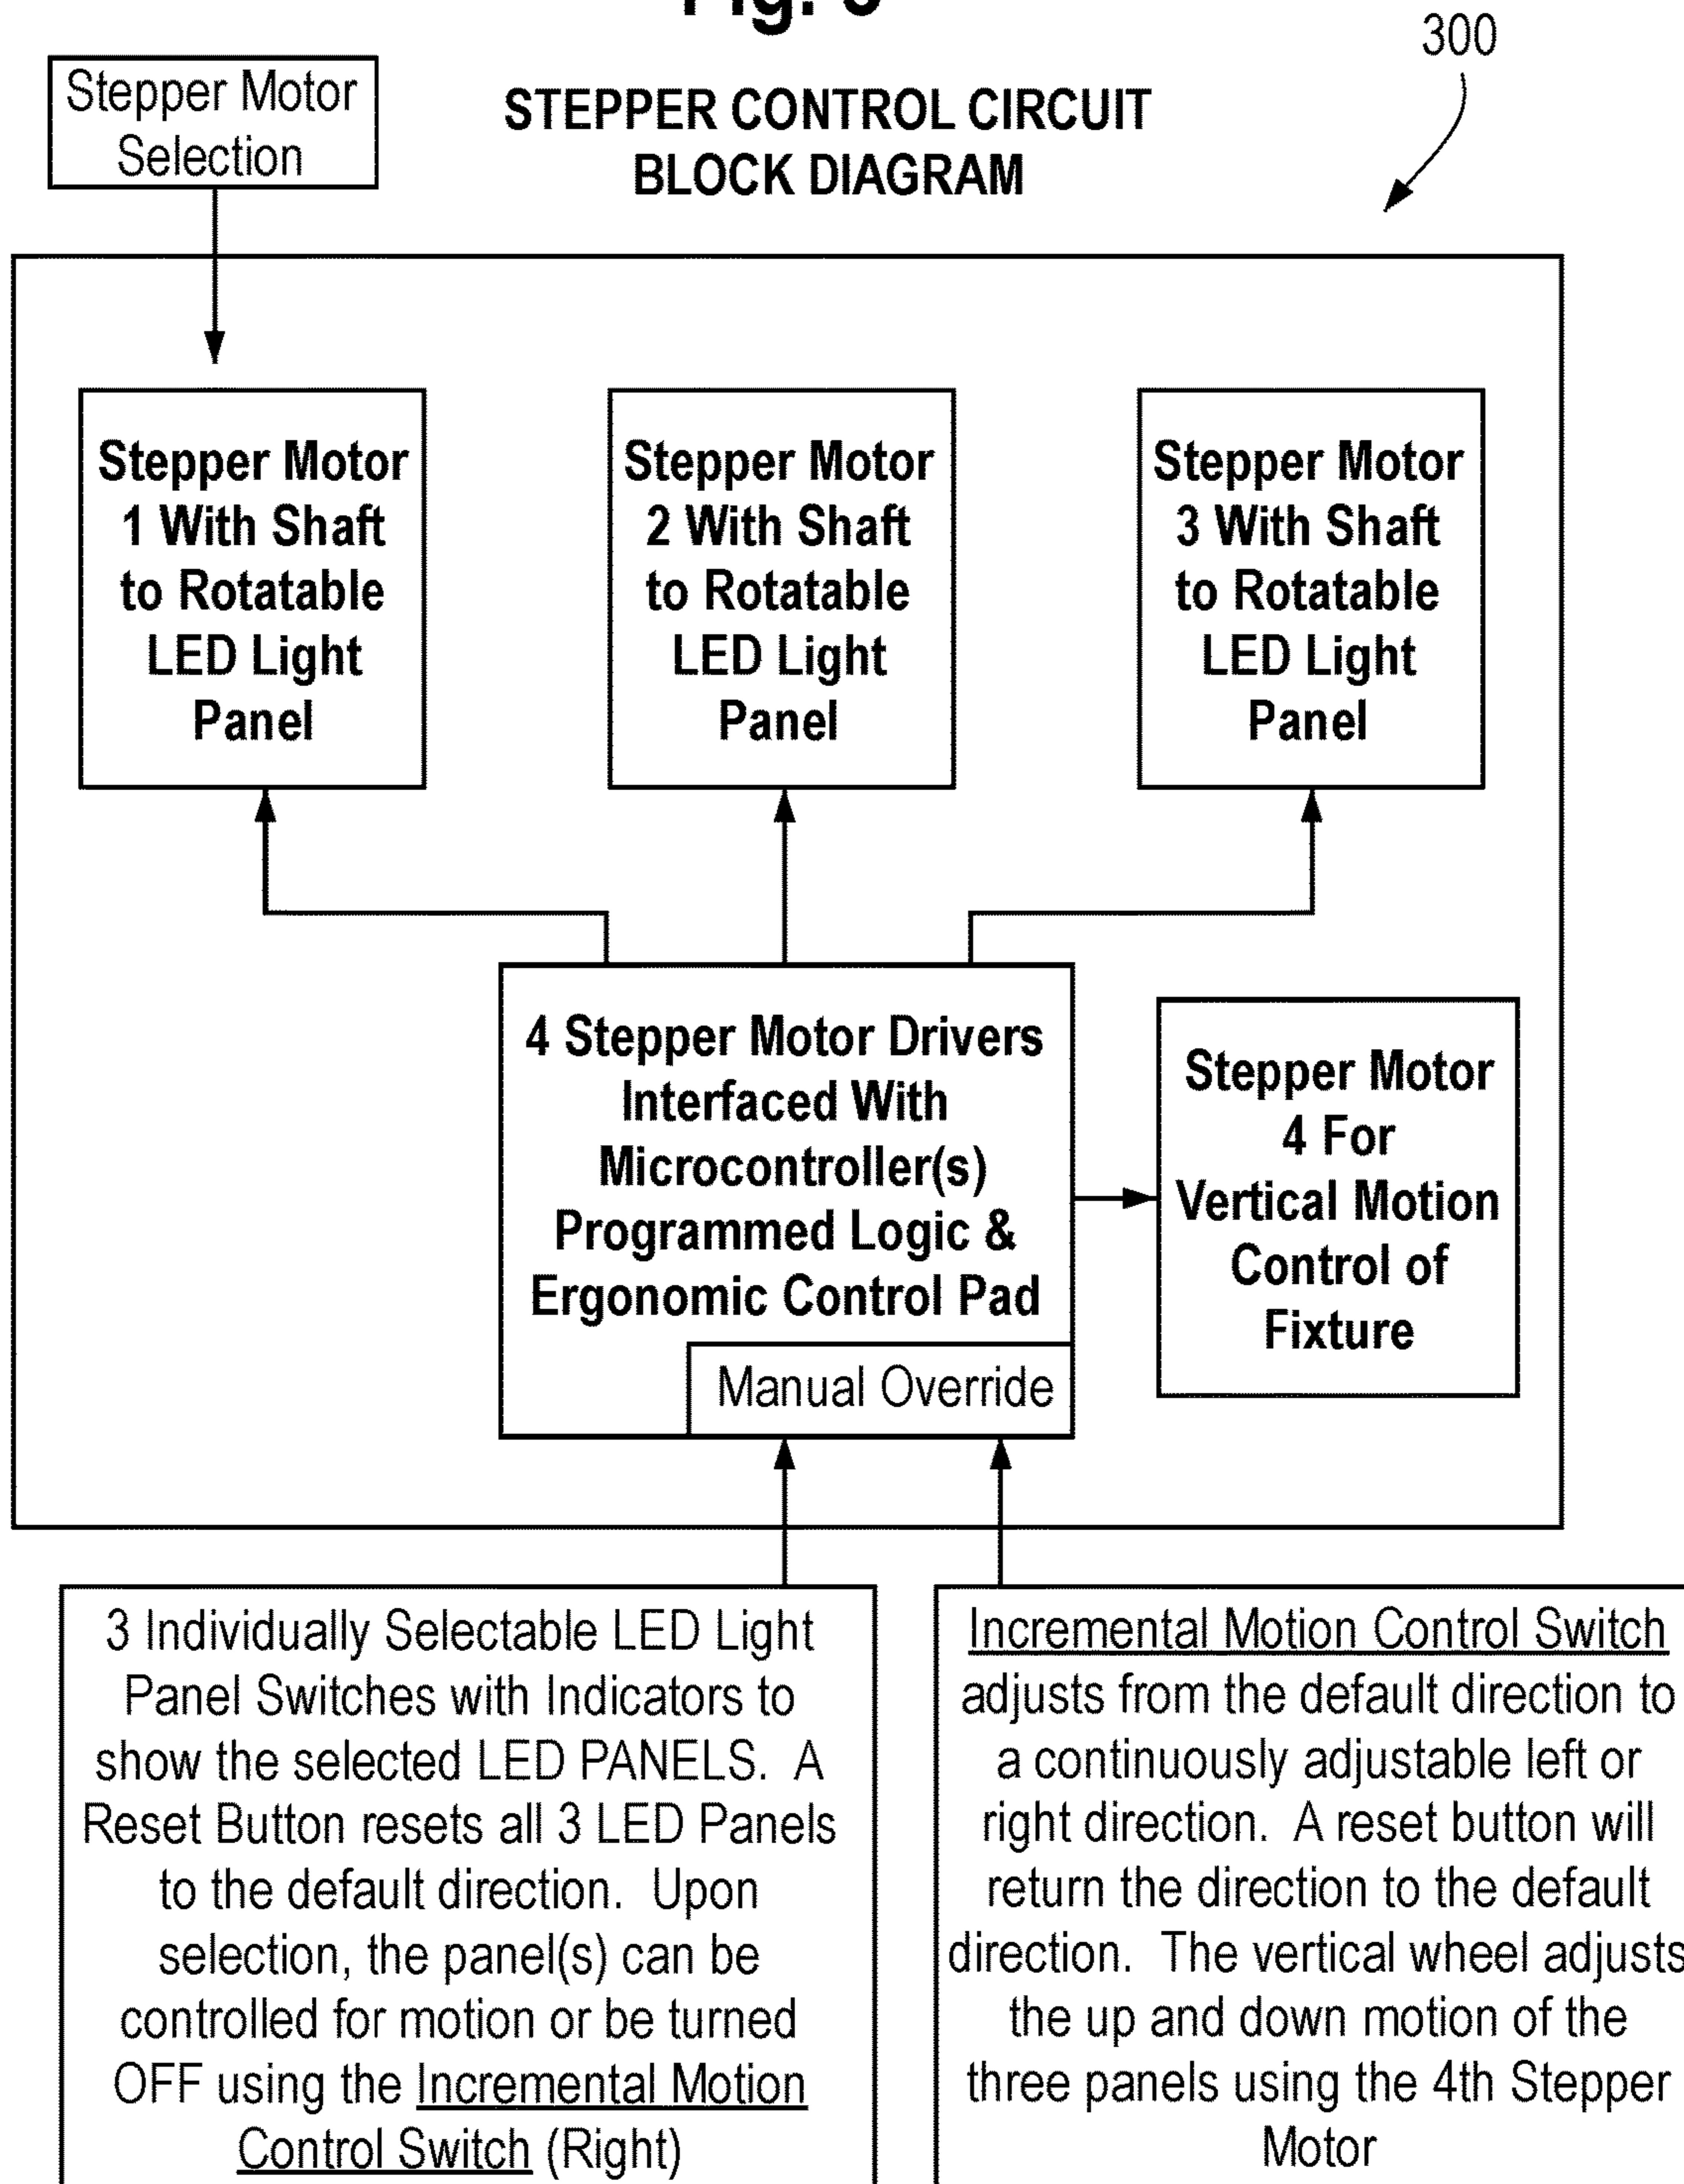 300
Stepper Motor
Selection
STEPPER CONTROL CIRCUIT
BLOCK DIAGRAM
Stepper Motor
1 With Shaft
to Rotatable
LED Light
Panel
Stepper Motor
2 With Shaft
to Rotatable
LED Light
Panel
Stepper Motor
3 With Shaft
to Rotatable
LED Light
Panel
4 Stepper Motor Drivers
Interfaced With
Microcontroller(s)
Programmed Logic &
Ergonomic Control Pad
Manual Override
Stepper Motor
4 For
Vertical Motion
Control of
Fixture
3 Individually Selectable LED Light
Panel Switches with Indicators to
show the selected LED PANELS. A
Reset Button resets all 3 LED Panels
to the default direction. Upon
selection, the panel(s) can be
controlled for motion or be turned
OFF using the Incremental Motion
Control Switch (Right)
Incremental Motion Control Switch
adjusts from the default direction to
a continuously adjustable left or
right direction. A reset button will
return the direction to the default
direction. The vertical wheel adjusts
the up and down motion of the
three panels using the 4th Stepper
Motor